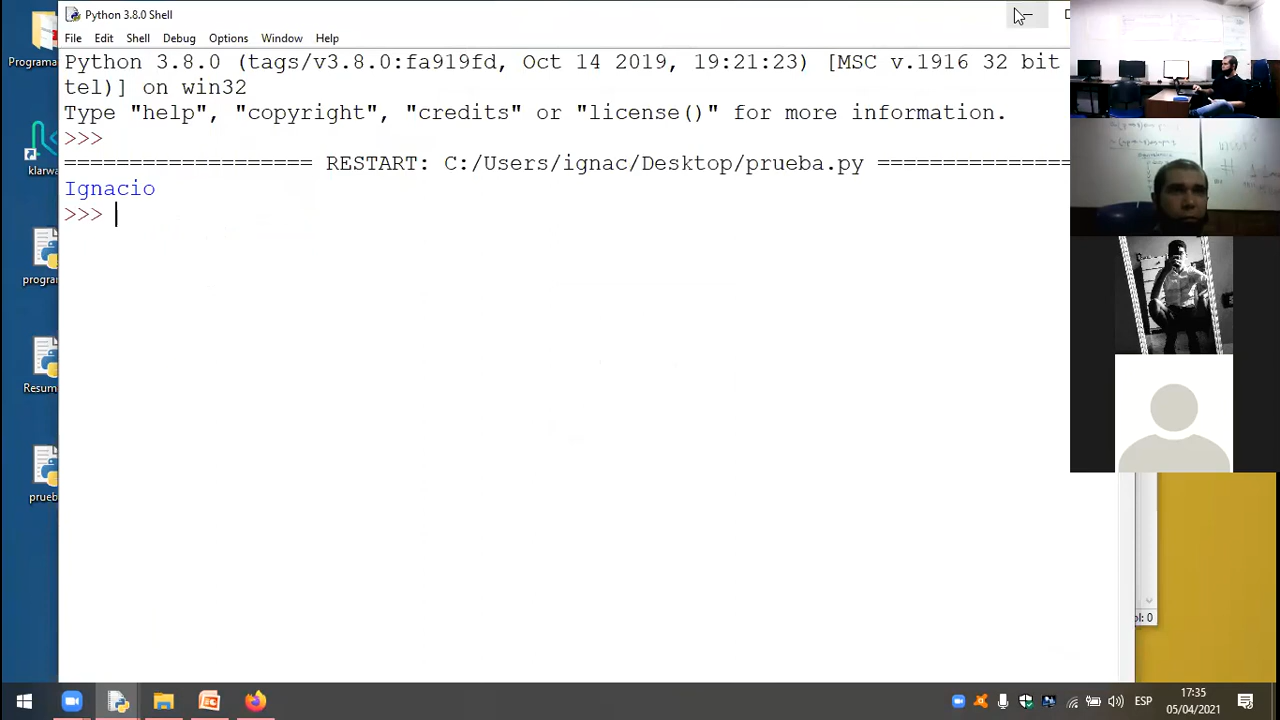 Python 3.8.0 Shell
File Edit Shell Debug Options Window Help
Python 3.8.0 (tags/v3.8.0:fa919fd, Oct 14 2019, 19:21:23) [MSC v.1916 32 bit
tel)] on win32
Type "help", "copyright", "credits" or "license()" for more information.
>>>
=================== RESTART: C:/Users/ignac/Desktop/prueba.py ===============
Ignacio
>>>
Programa
klarwa
progran
Resum
prueb
ol: 0
ESP
17:35
05/04/2021